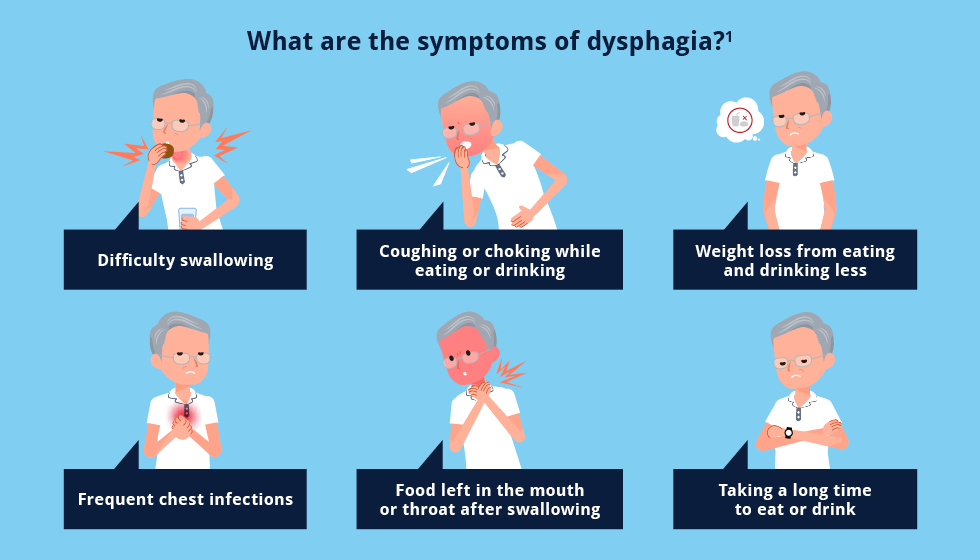 What are the symptoms of dysphagia?¹
Difficulty swallowing
Coughing or choking while
eating or drinking
Weight loss from eating
and drinking less
Frequent chest infections
Food left in the mouth
or throat after swallowing
Taking a long time
to eat or drink